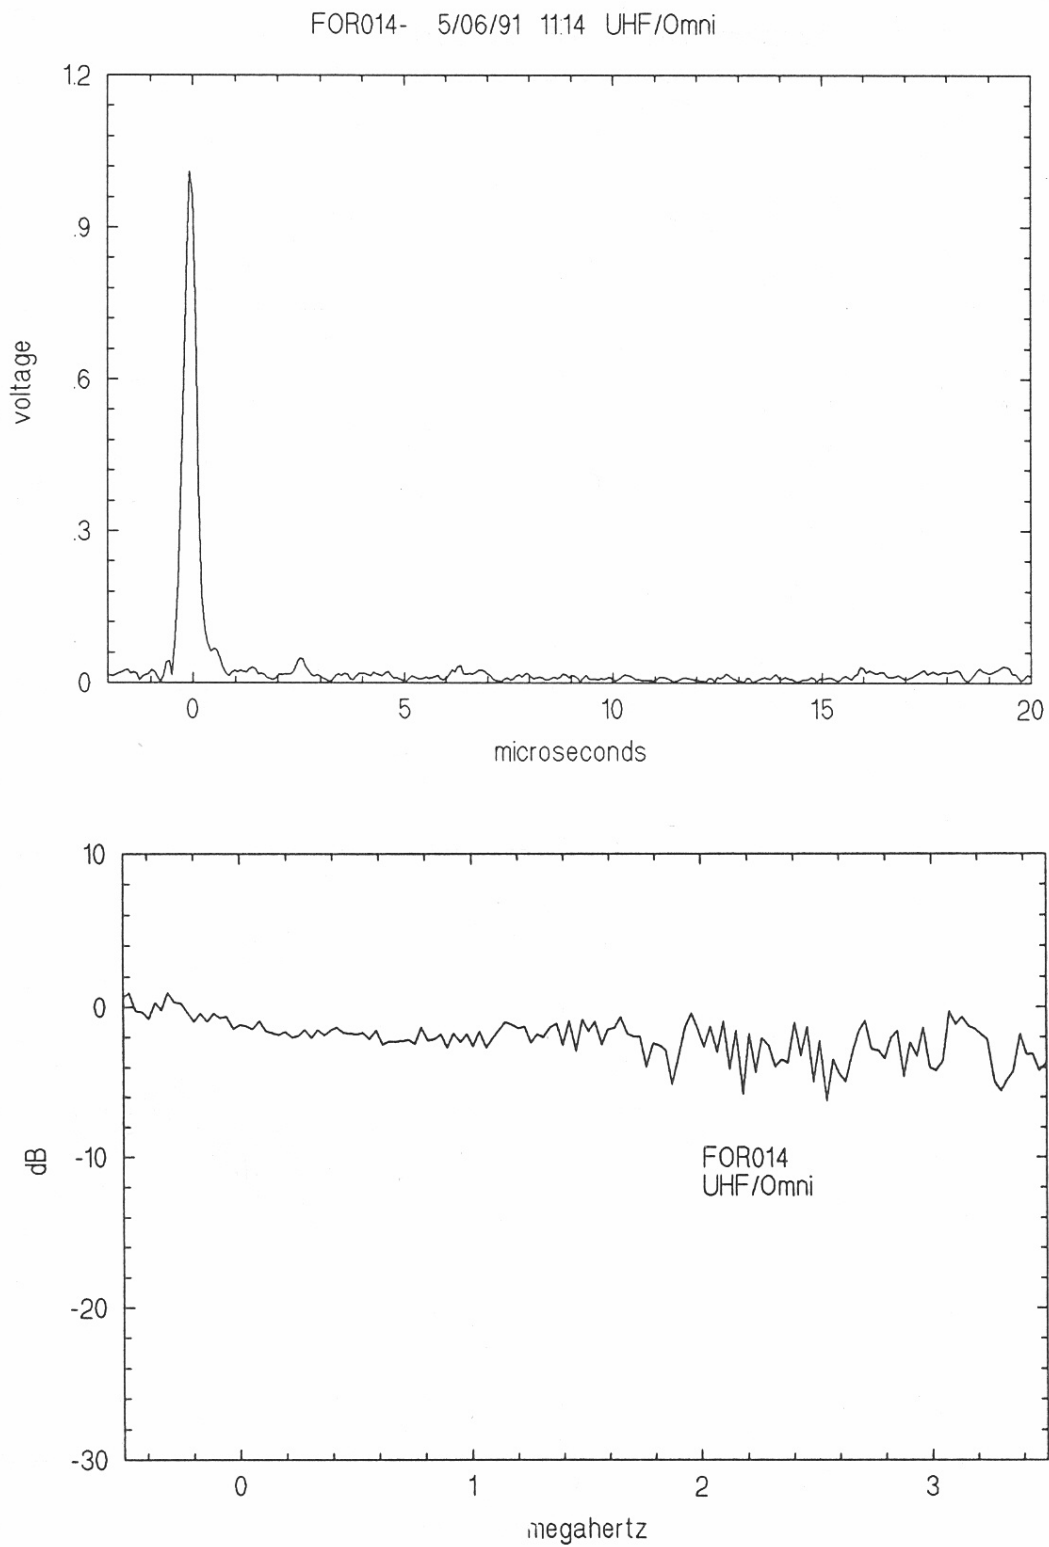 FOR014-   5/06/91  11:14  UHF/Omni
1.2
.9
.6
.3
0
voltage
0 5 10 15 20
microseconds
10
0
-10
-20
-30
dB
FOR014
UHF/Omni
0 1 2 3
megahertz